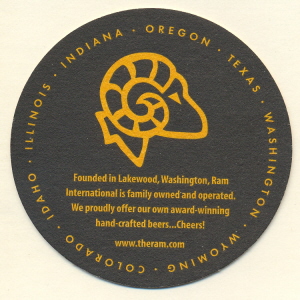 IDAHO · ILLINOIS · INDIANA · OREGON · TEXAS · WASHINGTON · WYOMING · COLORADO ·
Founded in Lakewood, Washington, Ram
International is family owned and operated.
We proudly offer our own award-winning
hand-crafted beers...Cheers!
www.theram.com